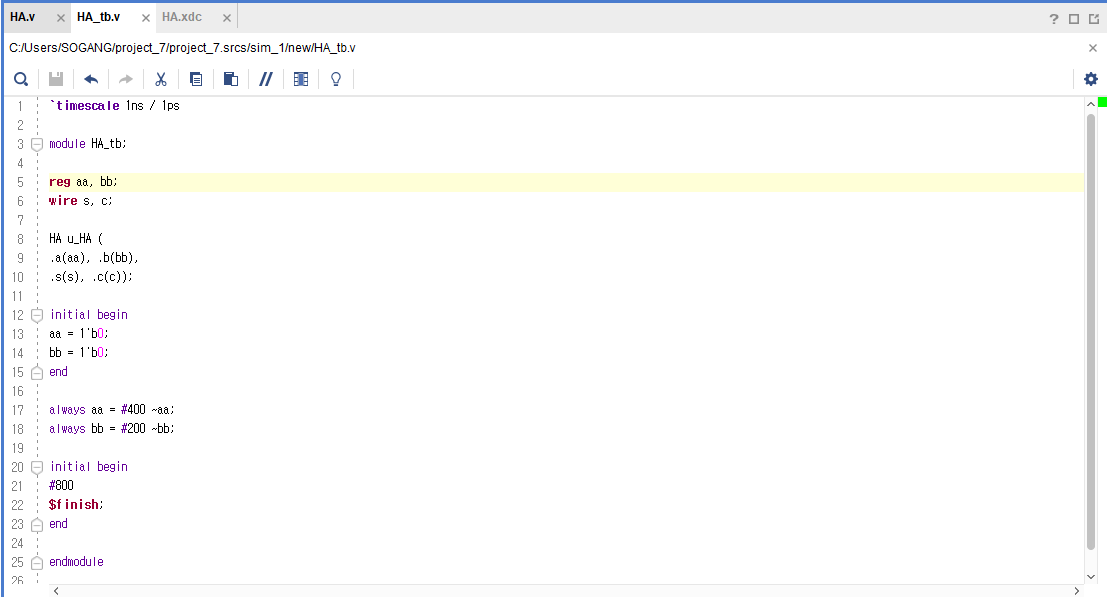 HA.v × HA_tb.v × HA.xdc ×
C:/Users/SOGANG/project_7/project_7.srcs/sim_1/new/HA_tb.v
1 `timescale 1ns / 1ps
2
3 module HA_tb;
4
5 reg aa, bb;
6 wire s, c;
7
8 HA u_HA (
9 .a(aa), .b(bb),
10 .s(s), .c(c));
11
12 initial begin
13 aa = 1'b0;
14 bb = 1'b0;
15 end
16
17 always aa = #400 ~aa;
18 always bb = #200 ~bb;
19
20 initial begin
21 #800
22 $finish;
23 end
24
25 endmodule
26